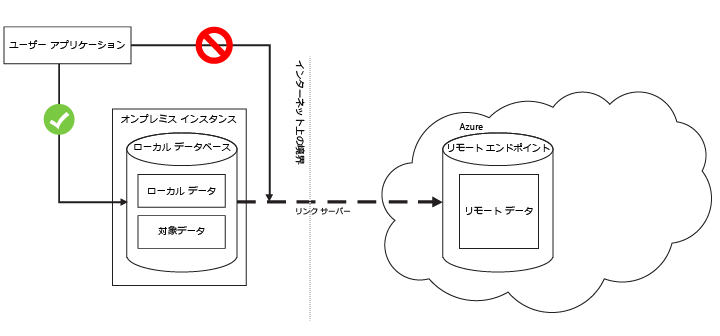 ユーザー アプリケーション
インターネット上の境界
オンプレミス インスタンス
ローカル データベース
ローカル データ
対象データ
リンク サーバー
Azure
リモート エンドポイント
リモート データ